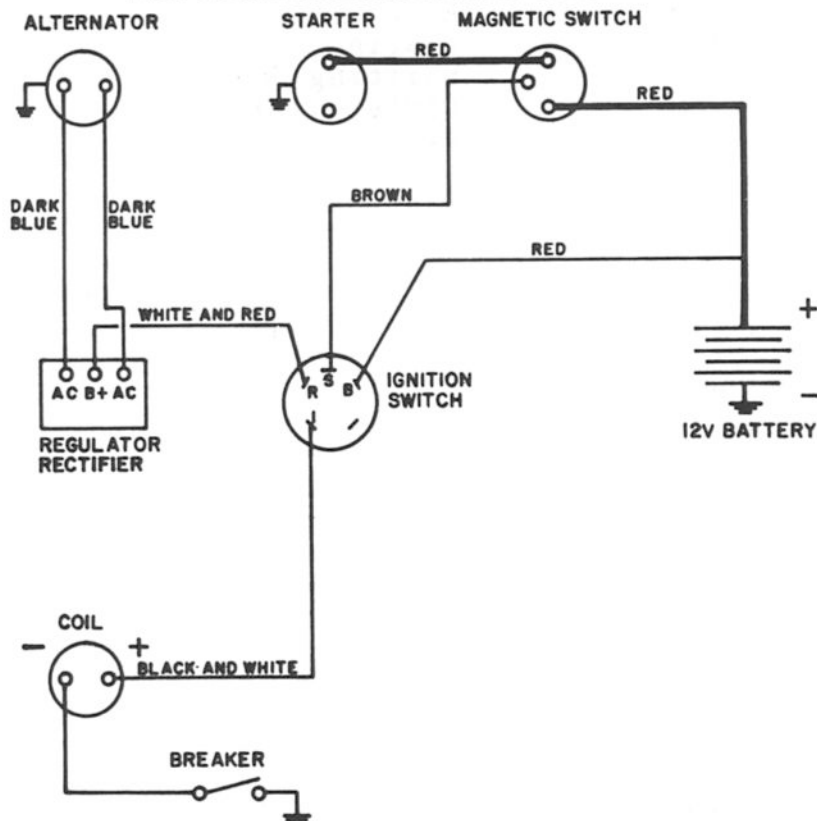 ALTERNATOR
STARTER
MAGNETIC SWITCH
RED
RED
DARK
BLUE
DARK
BLUE
BROWN
RED
WHITE AND RED
+
AC B+ AC
R
S
B
I
IGNITION
SWITCH
REGULATOR
RECTIFIER
−
12V BATTERY
COIL
−
+
BLACK AND WHITE
BREAKER